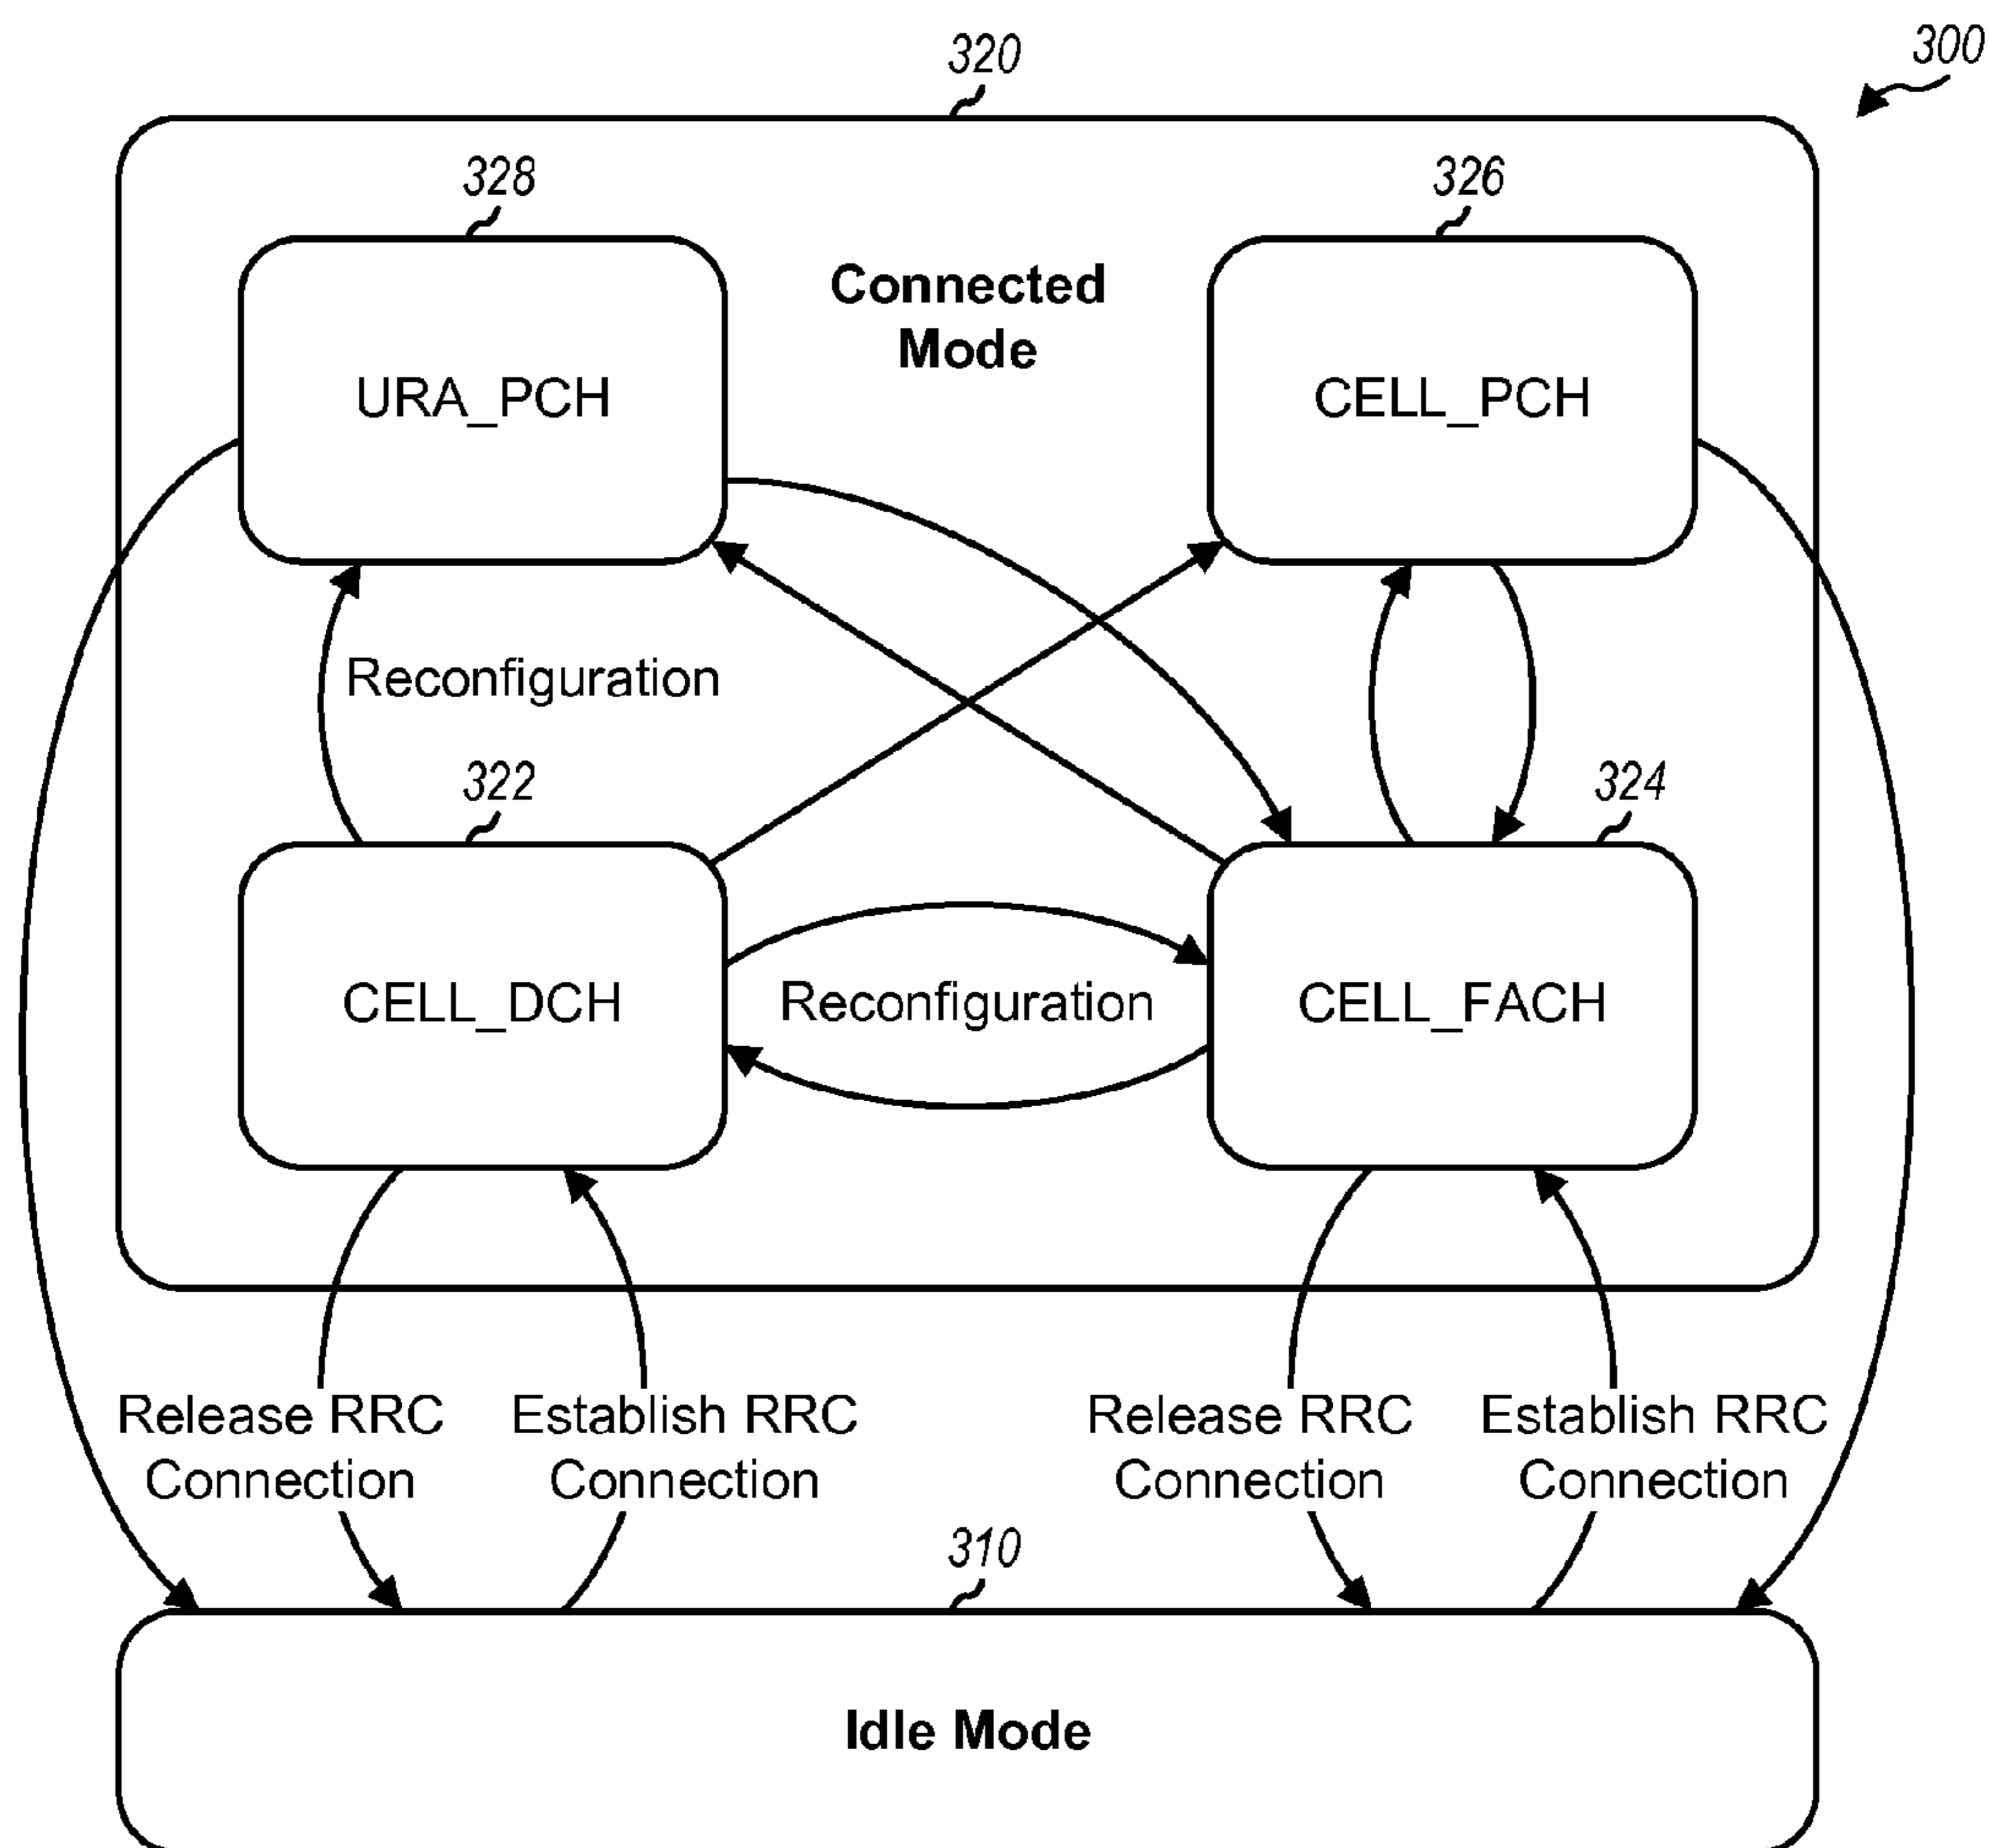 300
320
328
326
Connected
Mode
URA_PCH
CELL_PCH
Reconfiguration
322
324
CELL_DCH
Reconfiguration
CELL_FACH
Release RRC
Connection
Establish RRC
Connection
Release RRC
Connection
Establish RRC
Connection
310
Idle Mode